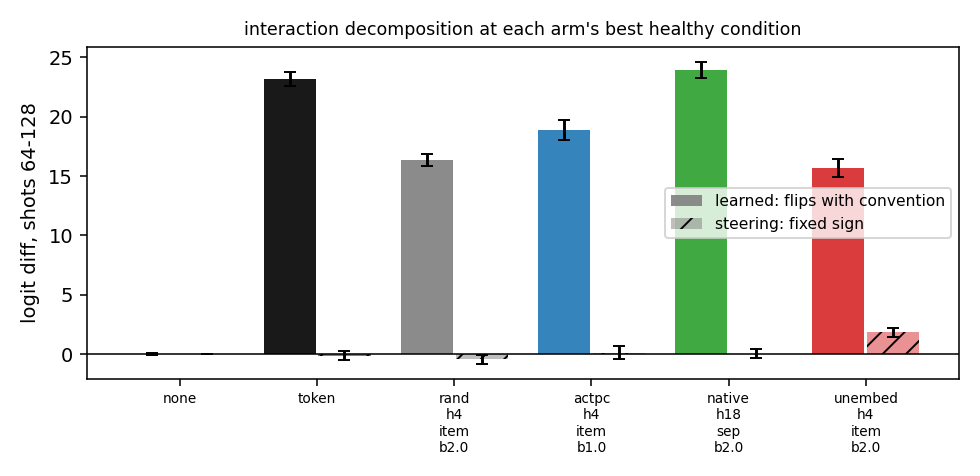 interaction decomposition at each arm's best healthy condition
logit diff, shots 64-128
25
20
15
10
5
0
learned: flips with convention
steering: fixed sign
none
token
rand
h4
item
b2.0
actpc
h4
item
b1.0
native
h18
sep
b2.0
unembed
h4
item
b2.0